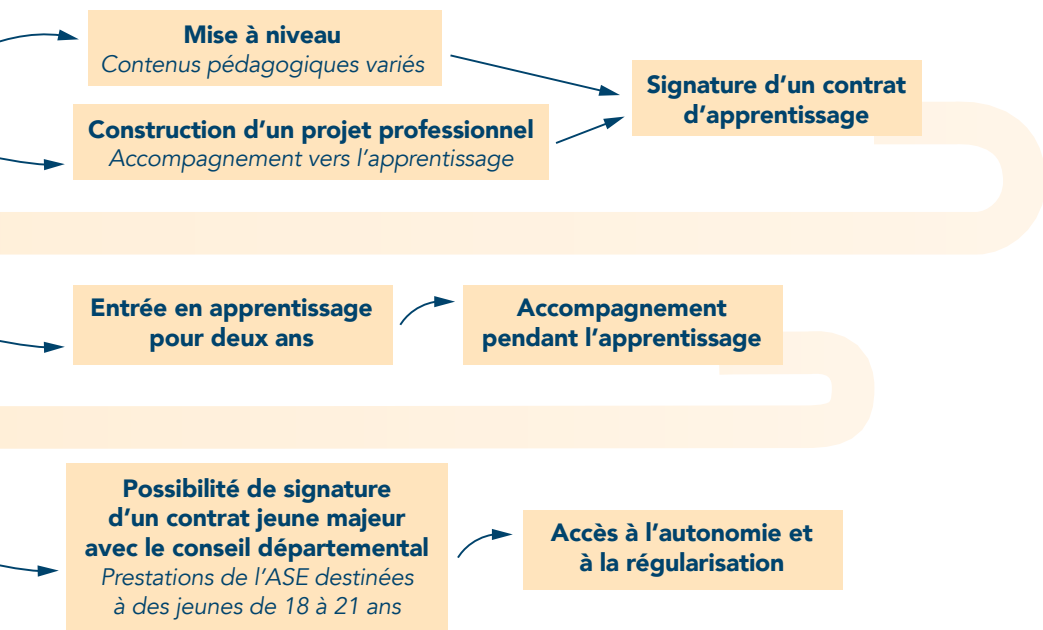 Mise à niveau
Contenus pédagogiques variés
Construction d'un projet professionnel
Accompagnement vers l'apprentissage
Signature d'un contrat
d'apprentissage
Entrée en apprentissage
pour deux ans
Accompagnement
pendant l'apprentissage
Possibilité de signature
d'un contrat jeune majeur
avec le conseil départemental
Prestations de l'ASE destinées
à des jeunes de 18 à 21 ans
Accès à l'autonomie et
à la régularisation